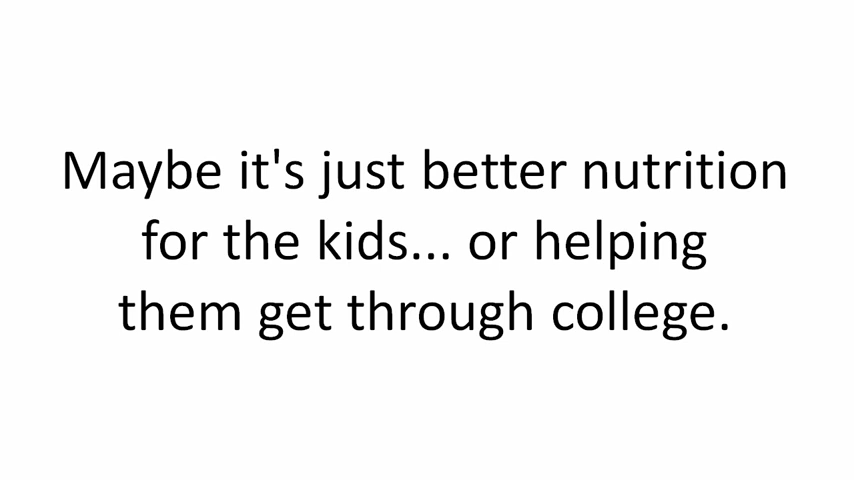 Maybe it's just better nutrition
for the kids... or helping
them get through college.